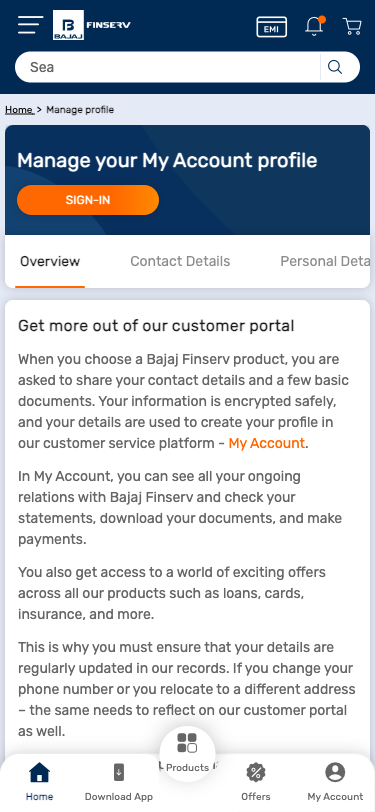 B
BAJAJ
FINSERV
EMI
Sea
Home > Manage profile
Manage your My Account profile
SIGN-IN
Overview Contact Details Personal Deta
Get more out of our customer portal
When you choose a Bajaj Finserv product, you are
asked to share your contact details and a few basic
documents. Your information is encrypted safely,
and your details are used to create your profile in
our customer service platform - My Account.
In My Account, you can see all your ongoing
relations with Bajaj Finserv and check your
statements, download your documents, and make
payments.
You also get access to a world of exciting offers
across all our products such as loans, cards,
insurance, and more.
This is why you must ensure that your details are
regularly updated in our records. If you change your
phone number or you relocate to a different address
– the same needs to reflect on our customer portal
as well.
Home Download App Products Offers My Account